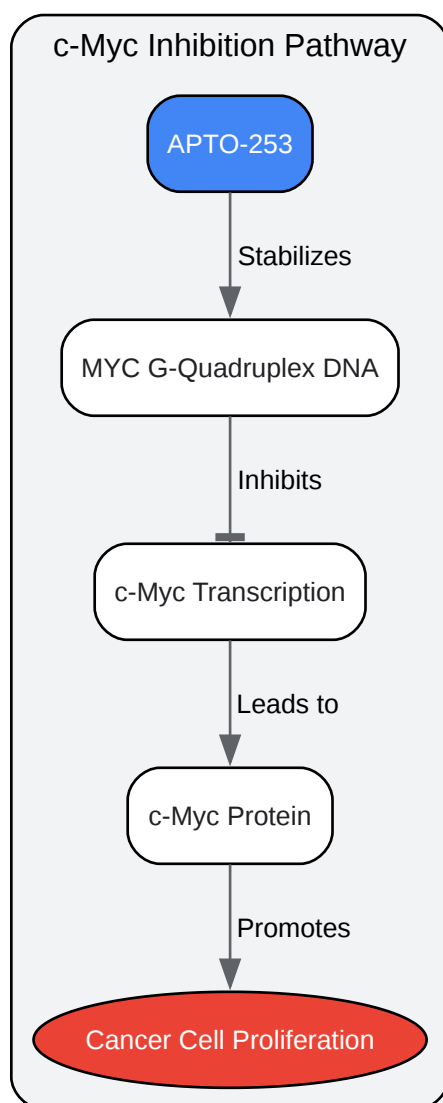 c-Myc Inhibition Pathway
APTO-253
Stabilizes
MYC G-Quadruplex DNA
Inhibits
c-Myc Transcription
Leads to
c-Myc Protein
Promotes
Cancer Cell Proliferation